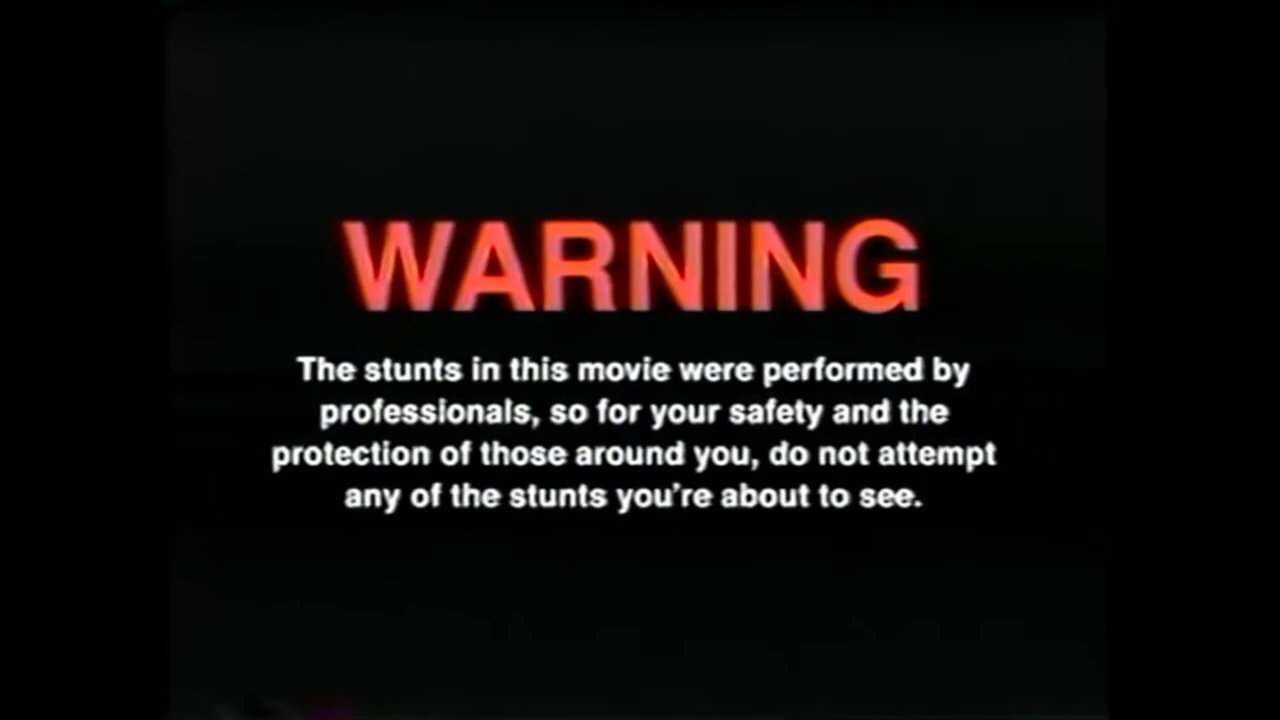 WARNING
The stunts in this movie were performed by
professionals, so for your safety and the
protection of those around you, do not attempt
any of the stunts you're about to see.